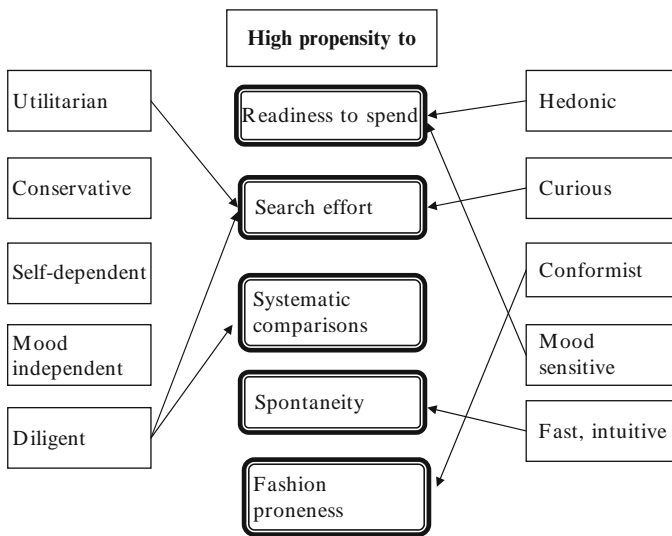 High propensity to
Utilitarian
Conservative
Self-dependent
Mood
independent
Diligent
Readiness to spend
Search effort
Systematic
comparisons
Spontaneity
Fashion
proneness
Hedonic
Curious
Conformist
Mood
sensitive
Fast, intuitive